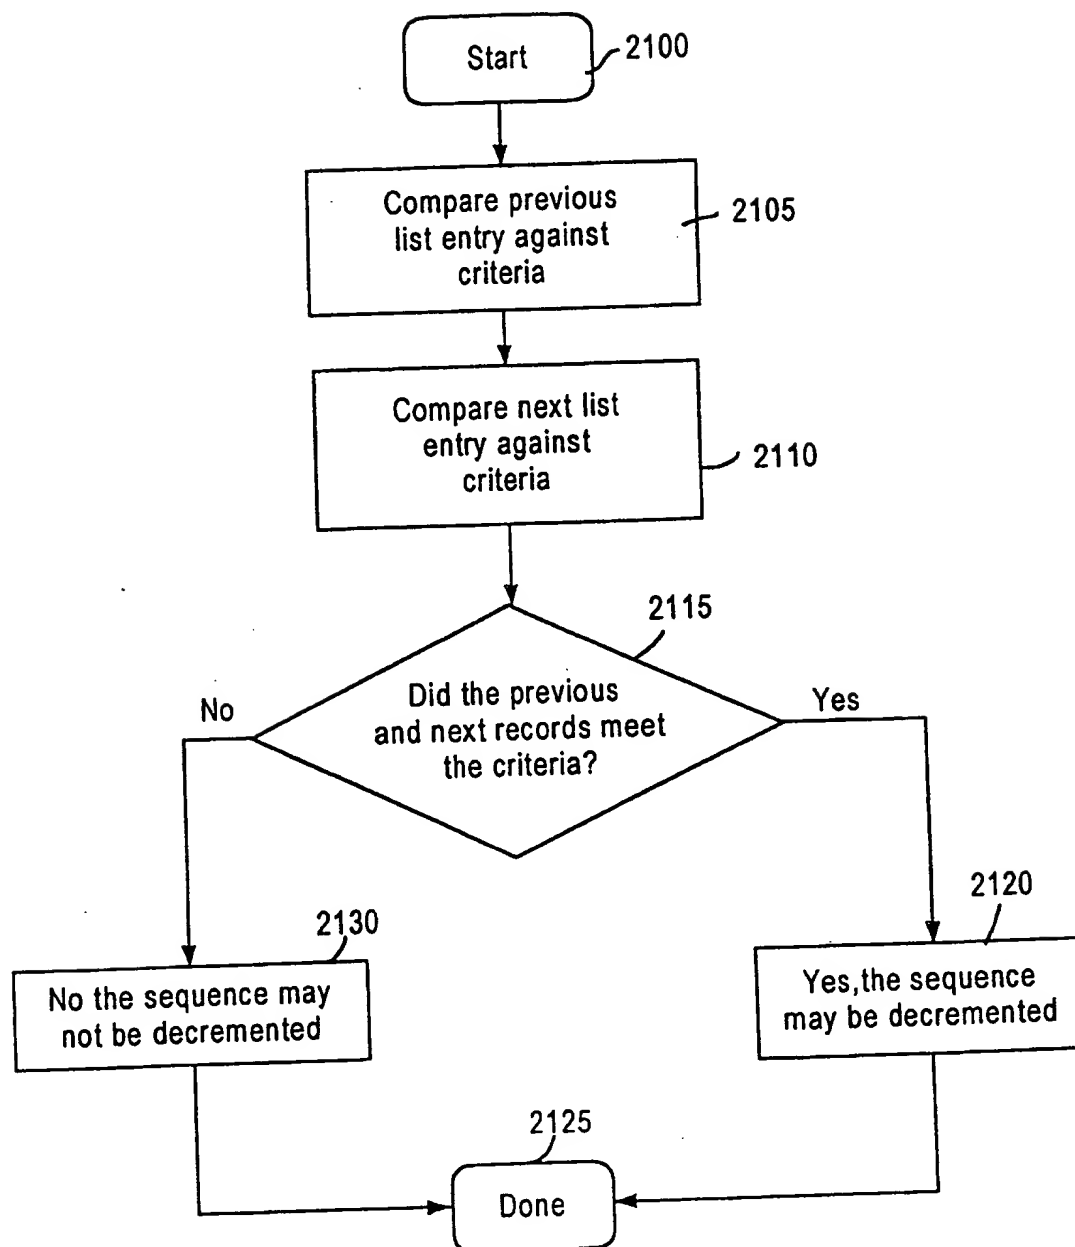 Start
2100
Compare previous
list entry against
criteria
2105
Compare next list
entry against
criteria
2110
2115
Did the previous
and next records meet
the criteria?
No
Yes
2130
No the sequence may
not be decremented
2120
Yes,the sequence
may be decremented
2125
Done